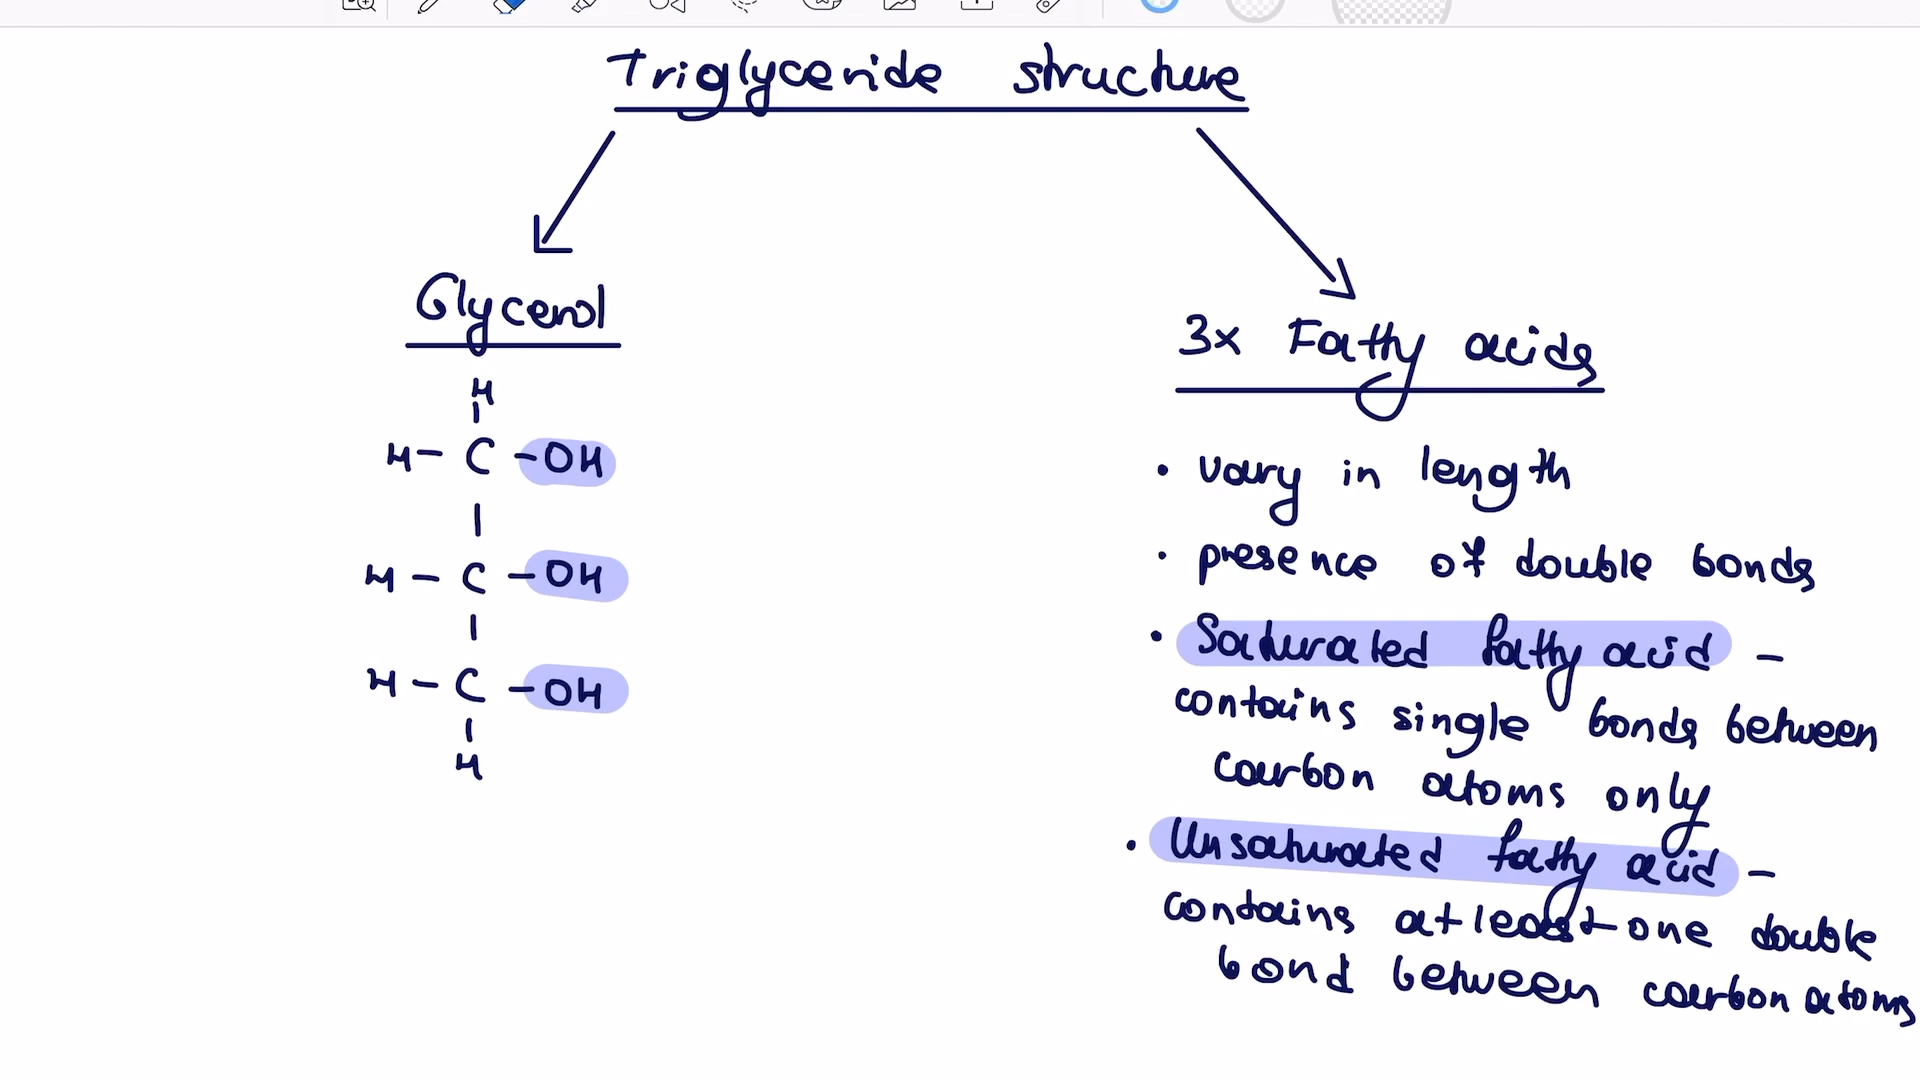 Triglyceride structure
Glycerol
H
H - C - OH
H - C - OH
H - C - OH
H
3x Fatty acids
• vary in length
• presence of double bonds
• Saturated fatty acid -
contains single bonds between
carbon atoms only
• Unsaturated fatty acid -
contains at least one double
bond between carbon atoms